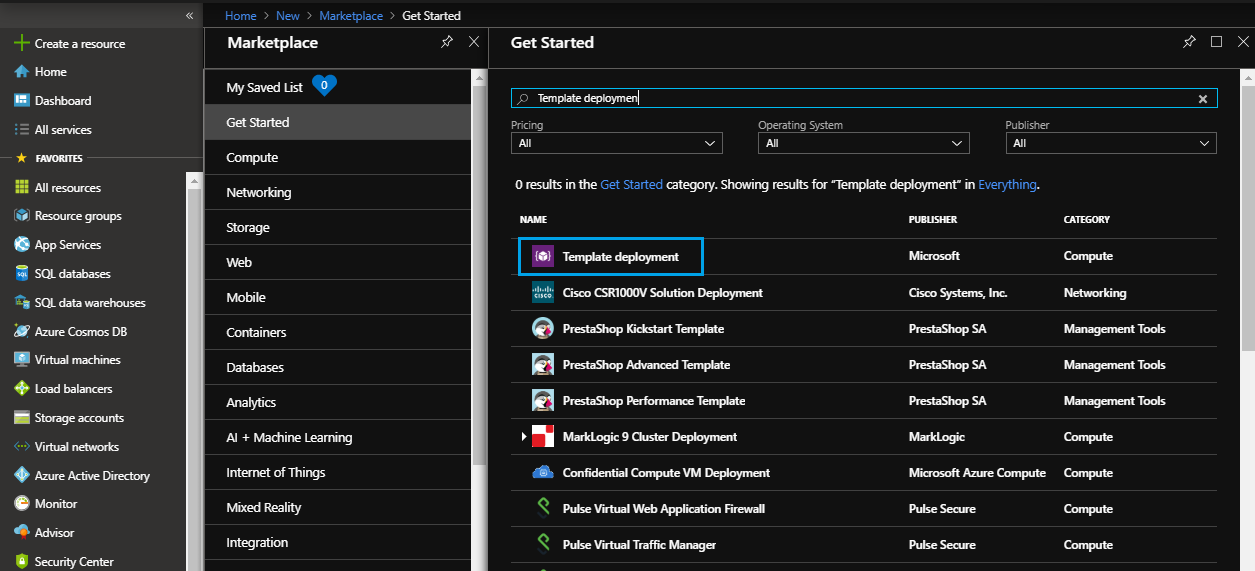 «
Create a resource
Home
Dashboard
All services
FAVORITES
All resources
Resource groups
App Services
SQL databases
SQL data warehouses
Azure Cosmos DB
Virtual machines
Load balancers
Storage accounts
Virtual networks
Azure Active Directory
Monitor
Advisor
Security Center
Home > New > Marketplace > Get Started
Marketplace
My Saved List 0
Get Started
Compute
Networking
Storage
Web
Mobile
Containers
Databases
Analytics
AI + Machine Learning
Internet of Things
Mixed Reality
Integration
Get Started
Template deploymen
Pricing Operating System Publisher
All All All
0 results in the Get Started category. Showing results for “Template deployment” in Everything.
NAME PUBLISHER CATEGORY
Template deployment Microsoft Compute
CISCO Cisco CSR1000V Solution Deployment Cisco Systems, Inc. Networking
PrestaShop Kickstart Template PrestaShop SA Management Tools
PrestaShop Advanced Template PrestaShop SA Management Tools
PrestaShop Performance Template PrestaShop SA Management Tools
MarkLogic 9 Cluster Deployment MarkLogic Compute
Confidential Compute VM Deployment Microsoft Azure Compute Compute
Pulse Virtual Web Application Firewall Pulse Secure Compute
Pulse Virtual Traffic Manager Pulse Secure Compute